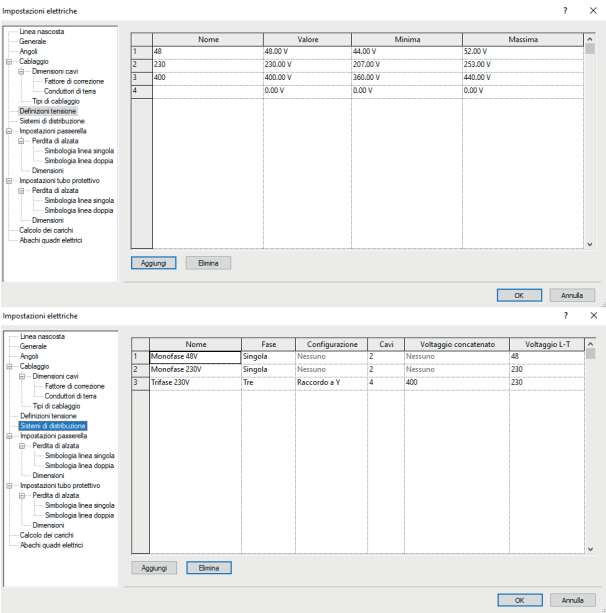 Impostazioni elettriche ? ×
Linea nascosta
Generale
Angoli
Cablaggio
Dimensioni cavi
Fattore di correzione
Conduttori di terra
Tipi di cablaggio
Definizioni tensione
Sistemi di distribuzione
Impostazioni passerella
Perdita di alzata
Simbologia linea singola
Simbologia linea doppia
Dimensioni
Impostazioni tubo protettivo
Perdita di alzata
Simbologia linea singola
Simbologia linea doppia
Dimensioni
Calcolo dei carichi
Abachi quadri elettrici
Nome Valore Minima Massima
1 48 48.00 V 44.00 V 52.00 V
2 230 230.00 V 207.00 V 253.00 V
3 400 400.00 V 360.00 V 440.00 V
4 0.00 V 0.00 V 0.00 V
Aggiungi Elimina
OK Annulla
Impostazioni elettriche ? ×
Linea nascosta
Generale
Angoli
Cablaggio
Dimensioni cavi
Fattore di correzione
Conduttori di terra
Tipi di cablaggio
Definizioni tensione
Sistemi di distribuzione
Impostazioni passerella
Perdita di alzata
Simbologia linea singola
Simbologia linea doppia
Dimensioni
Impostazioni tubo protettivo
Perdita di alzata
Simbologia linea singola
Simbologia linea doppia
Dimensioni
Calcolo dei carichi
Abachi quadri elettrici
Nome Fase Configurazione Cavi Voltaggio concatenato Voltaggio L-T
1 Monofase 48V Singola Nessuno 2 Nessuno 48
2 Monofase 230V Singola Nessuno 2 Nessuno 230
3 Trifase 230V Tre Raccordo a Y 4 400 230
Aggiungi Elimina
OK Annulla